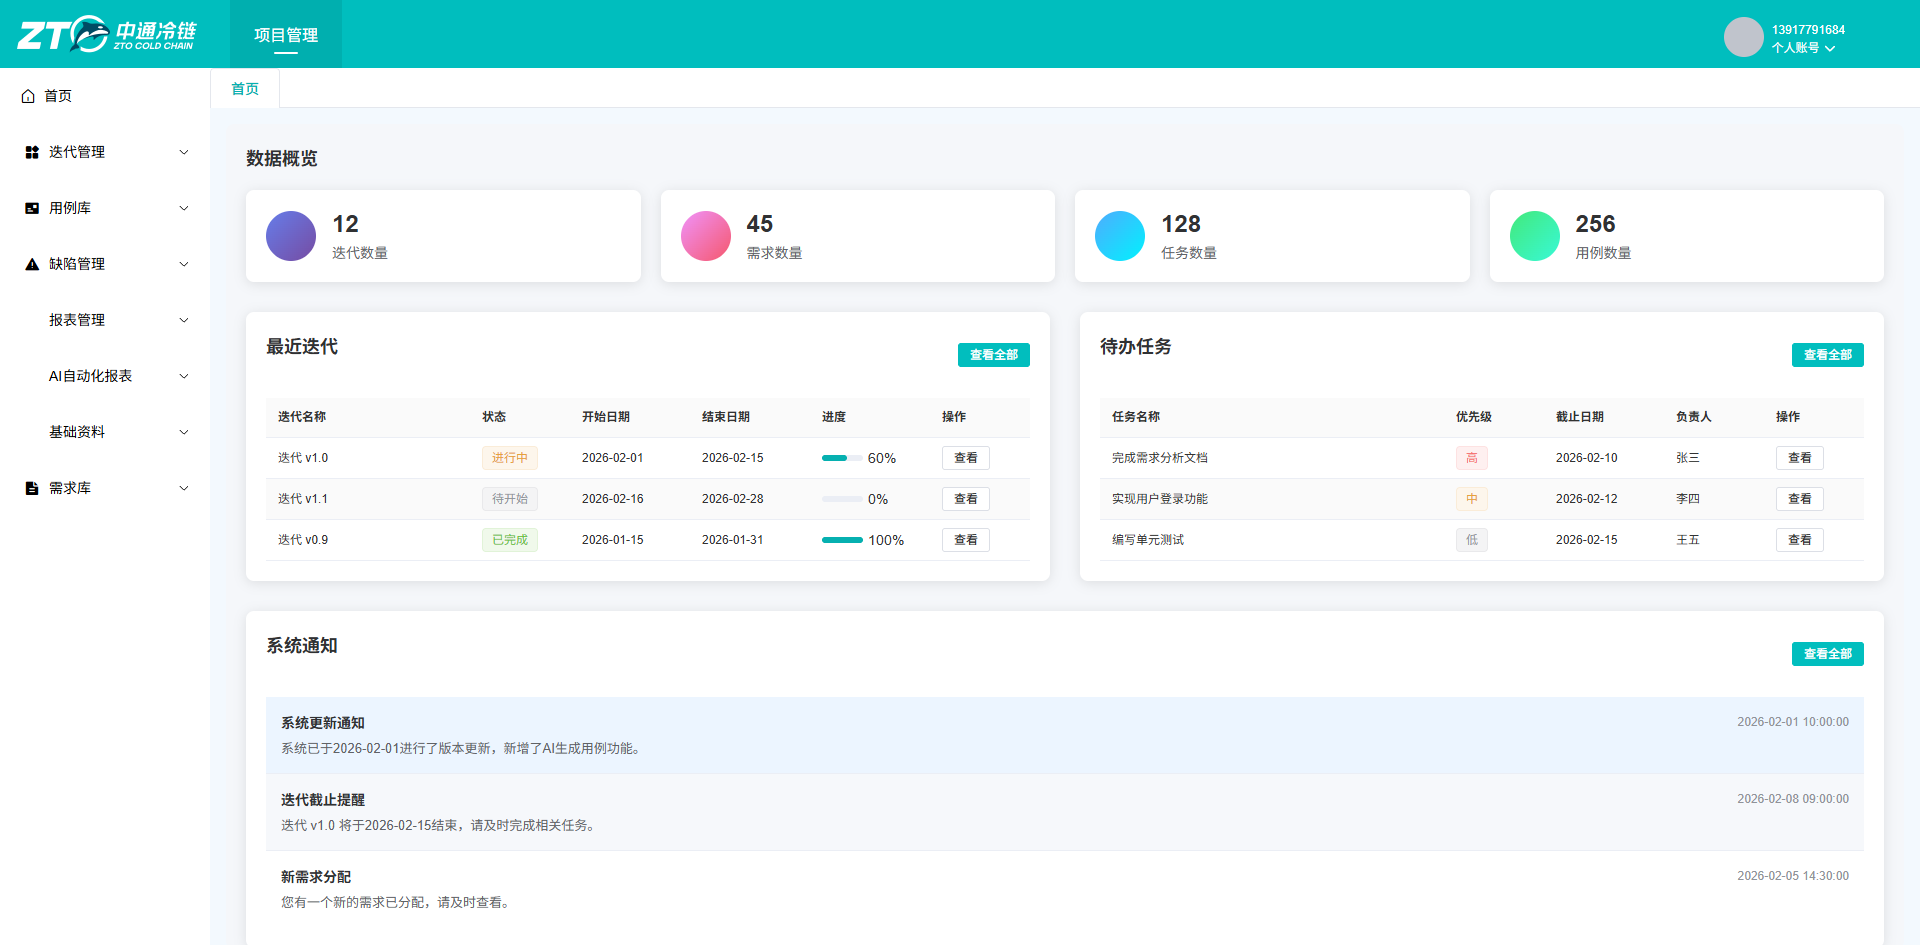 ZTO 中通冷链
ZTO COLD CHAIN
项目管理
13917791684
个人账号
首页
迭代管理
用例库
缺陷管理
报表管理
AI自动化报表
基础资料
需求库
首页
数据概览
12
迭代数量
45
需求数量
128
任务数量
256
用例数量
最近迭代
查看全部
迭代名称 状态 开始日期 结束日期 进度 操作
迭代 v1.0 进行中 2026-02-01 2026-02-15 60% 查看
迭代 v1.1 待开始 2026-02-16 2026-02-28 0% 查看
迭代 v0.9 已完成 2026-01-15 2026-01-31 100% 查看
待办任务
查看全部
任务名称 优先级 截止日期 负责人 操作
完成需求分析文档 高 2026-02-10 张三 查看
实现用户登录功能 中 2026-02-12 李四 查看
编写单元测试 低 2026-02-15 王五 查看
系统通知
查看全部
系统更新通知 2026-02-01 10:00:00
系统已于2026-02-01进行了版本更新，新增了AI生成用例功能。
迭代截止提醒 2026-02-08 09:00:00
迭代 v1.0 将于2026-02-15结束，请及时完成相关任务。
新需求分配 2026-02-05 14:30:00
您有一个新的需求已分配，请及时查看。